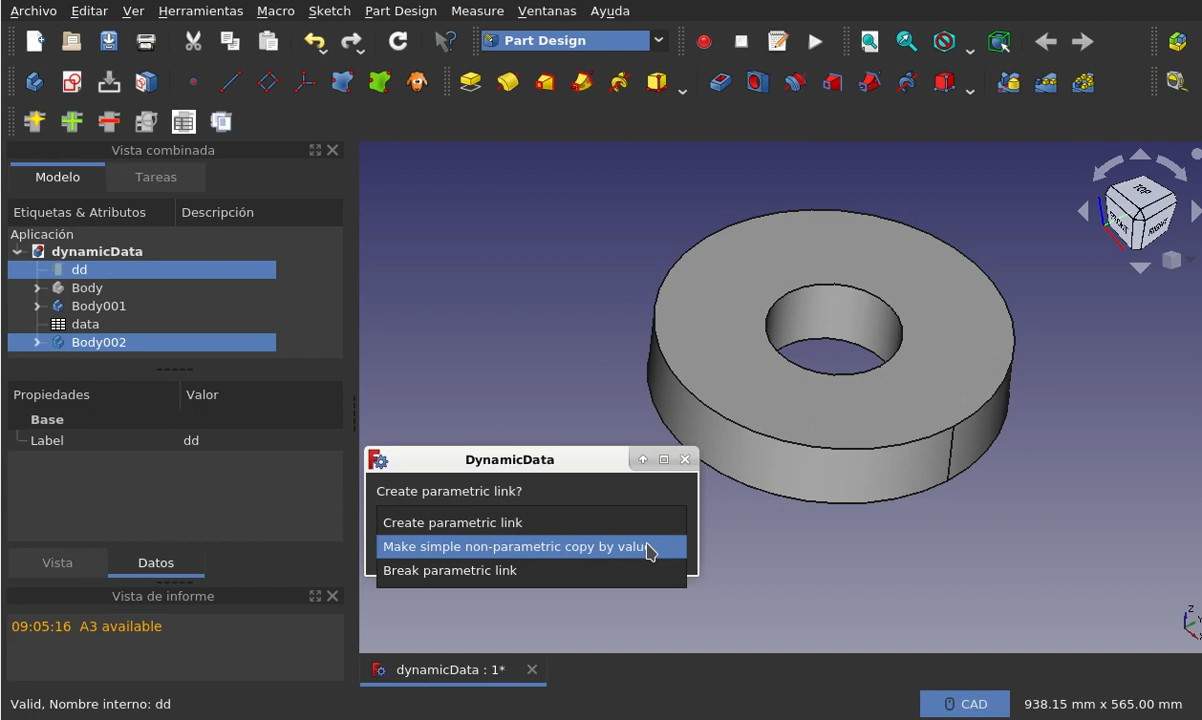 Archivo Editar Ver Herramientas Macro Sketch Part Design Measure Ventanas Ayuda
Part Design
Vista combinada
Modelo Tareas
Etiquetas & Atributos Descripción
Aplicación
dynamicData
dd
Body
Body001
data
Body002
Propiedades Valor
Base
Label dd
Vista Datos
Vista de informe
09:05:16 A3 available
TOP
RIGHT
DynamicData
Create parametric link?
Create parametric link
Make simple non-parametric copy by value
Break parametric link
Z
dynamicData : 1*
Valid, Nombre interno: dd
CAD 938.15 mm x 565.00 mm